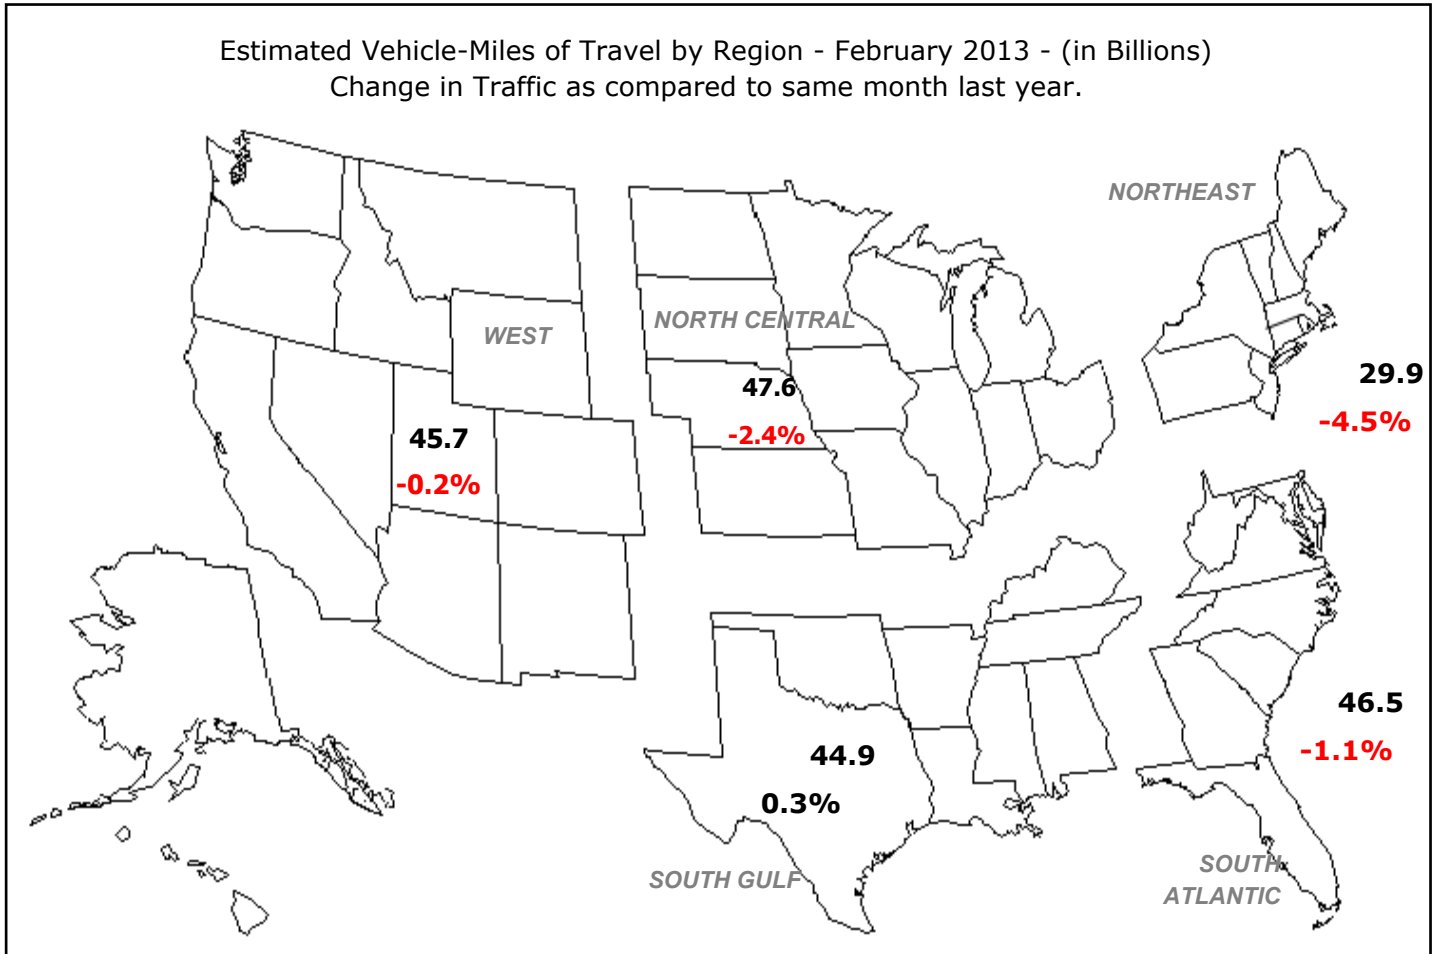 Estimated Vehicle-Miles of Travel by Region - February 2013 - (in Billions)
Change in Traffic as compared to same month last year.
NORTHEAST
WEST
NORTH CENTRAL
29.9
-4.5%
47.6
-2.4%
45.7
-0.2%
46.5
-1.1%
44.9
0.3%
SOUTH GULF
SOUTH
ATLANTIC